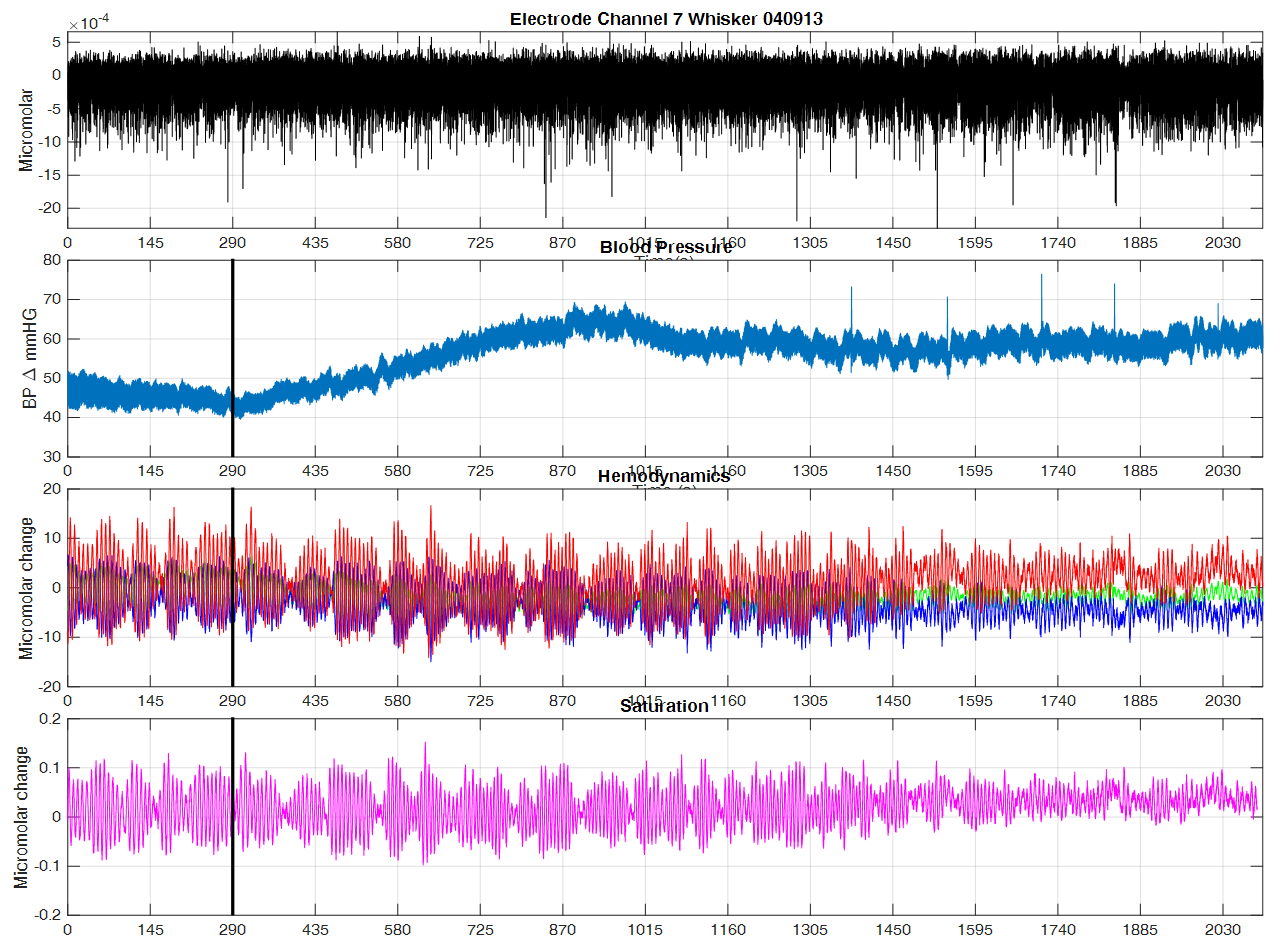 Electrode Channel 7 Whisker 040913
×10-4
5
0
-5
-10
-15
-20
Micromolar
0 145 290 435 580 725 870 1015 1160 1305 1450 1595 1740 1885 2030
Time(s)
Blood Pressure
80
70
60
50
40
30
BP Δ mmHG
0 145 290 435 580 725 870 1015 1160 1305 1450 1595 1740 1885 2030
Time (s)
Hemodynamics
20
10
0
-10
-20
Micromolar change
0 145 290 435 580 725 870 1015 1160 1305 1450 1595 1740 1885 2030
Saturation
0.2
0.1
0
-0.1
-0.2
Micromolar change
0 145 290 435 580 725 870 1015 1160 1305 1450 1595 1740 1885 2030